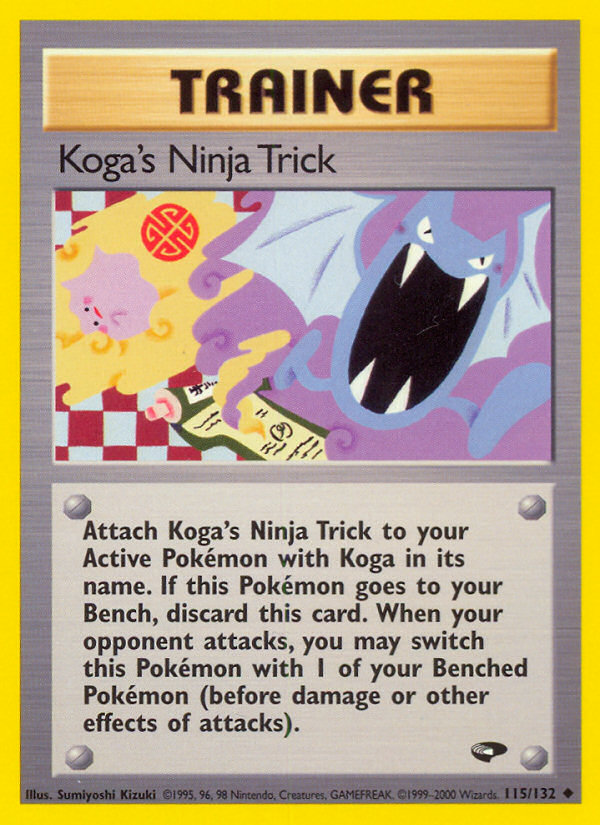 TRAINER
Koga's Ninja Trick
Attach Koga's Ninja Trick to your
Active Pokémon with Koga in its
name. If this Pokémon goes to your
Bench, discard this card. When your
opponent attacks, you may switch
this Pokémon with 1 of your Benched
Pokémon (before damage or other
effects of attacks).
Illus. Sumiyoshi Kizuki ©1995, 96, 98 Nintendo, Creatures, GAMEFREAK. ©1999-2000 Wizards. 115/132